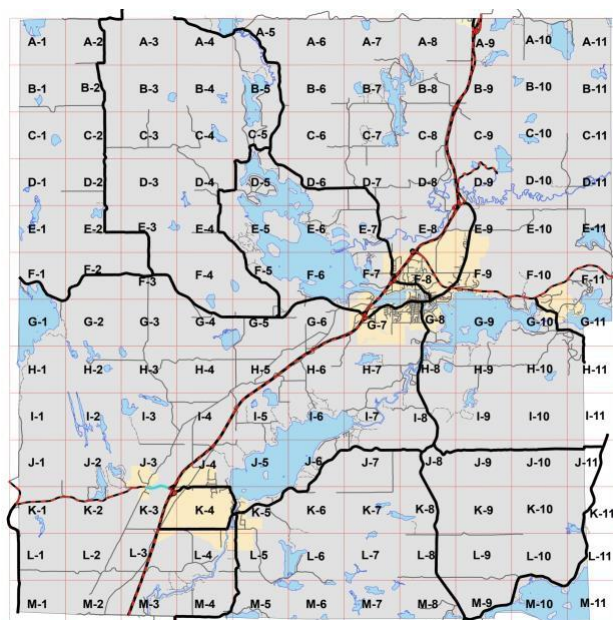 A-1 A-2 A-3 A-4 A-5 A-6 A-7 A-8 A-9 A-10 A-11
B-1 B-2 B-3 B-4 B-5 B-6 B-7 B-8 B-9 B-10 B-11
C-1 C-2 C-3 C-4 C-5 C-6 C-7 C-8 C-9 C-10 C-11
D-1 D-2 D-3 D-4 D-5 D-6 D-7 D-8 D-9 D-10 D-11
E-1 E-2 E-3 E-4 E-5 E-6 E-7 E-8 E-9 E-10 E-11
F-1 F-2 F-3 F-4 F-5 F-6 F-7 F-8 F-9 F-10 F-11
G-1 G-2 G-3 G-4 G-5 G-6 G-7 G-8 G-9 G-10 G-11
H-1 H-2 H-3 H-4 H-5 H-6 H-7 H-8 H-9 H-10 H-11
I-1 I-2 I-3 I-4 I-5 I-6 I-7 I-8 I-9 I-10 I-11
J-1 J-2 J-3 J-4 J-5 J-6 J-7 J-8 J-9 J-10 J-11
K-1 K-2 K-3 K-4 K-5 K-6 K-7 K-8 K-9 K-10 K-11
L-1 L-2 L-3 L-4 L-5 L-6 L-7 L-8 L-9 L-10 L-11
M-1 M-2 M-3 M-4 M-5 M-6 M-7 M-8 M-9 M-10 M-11